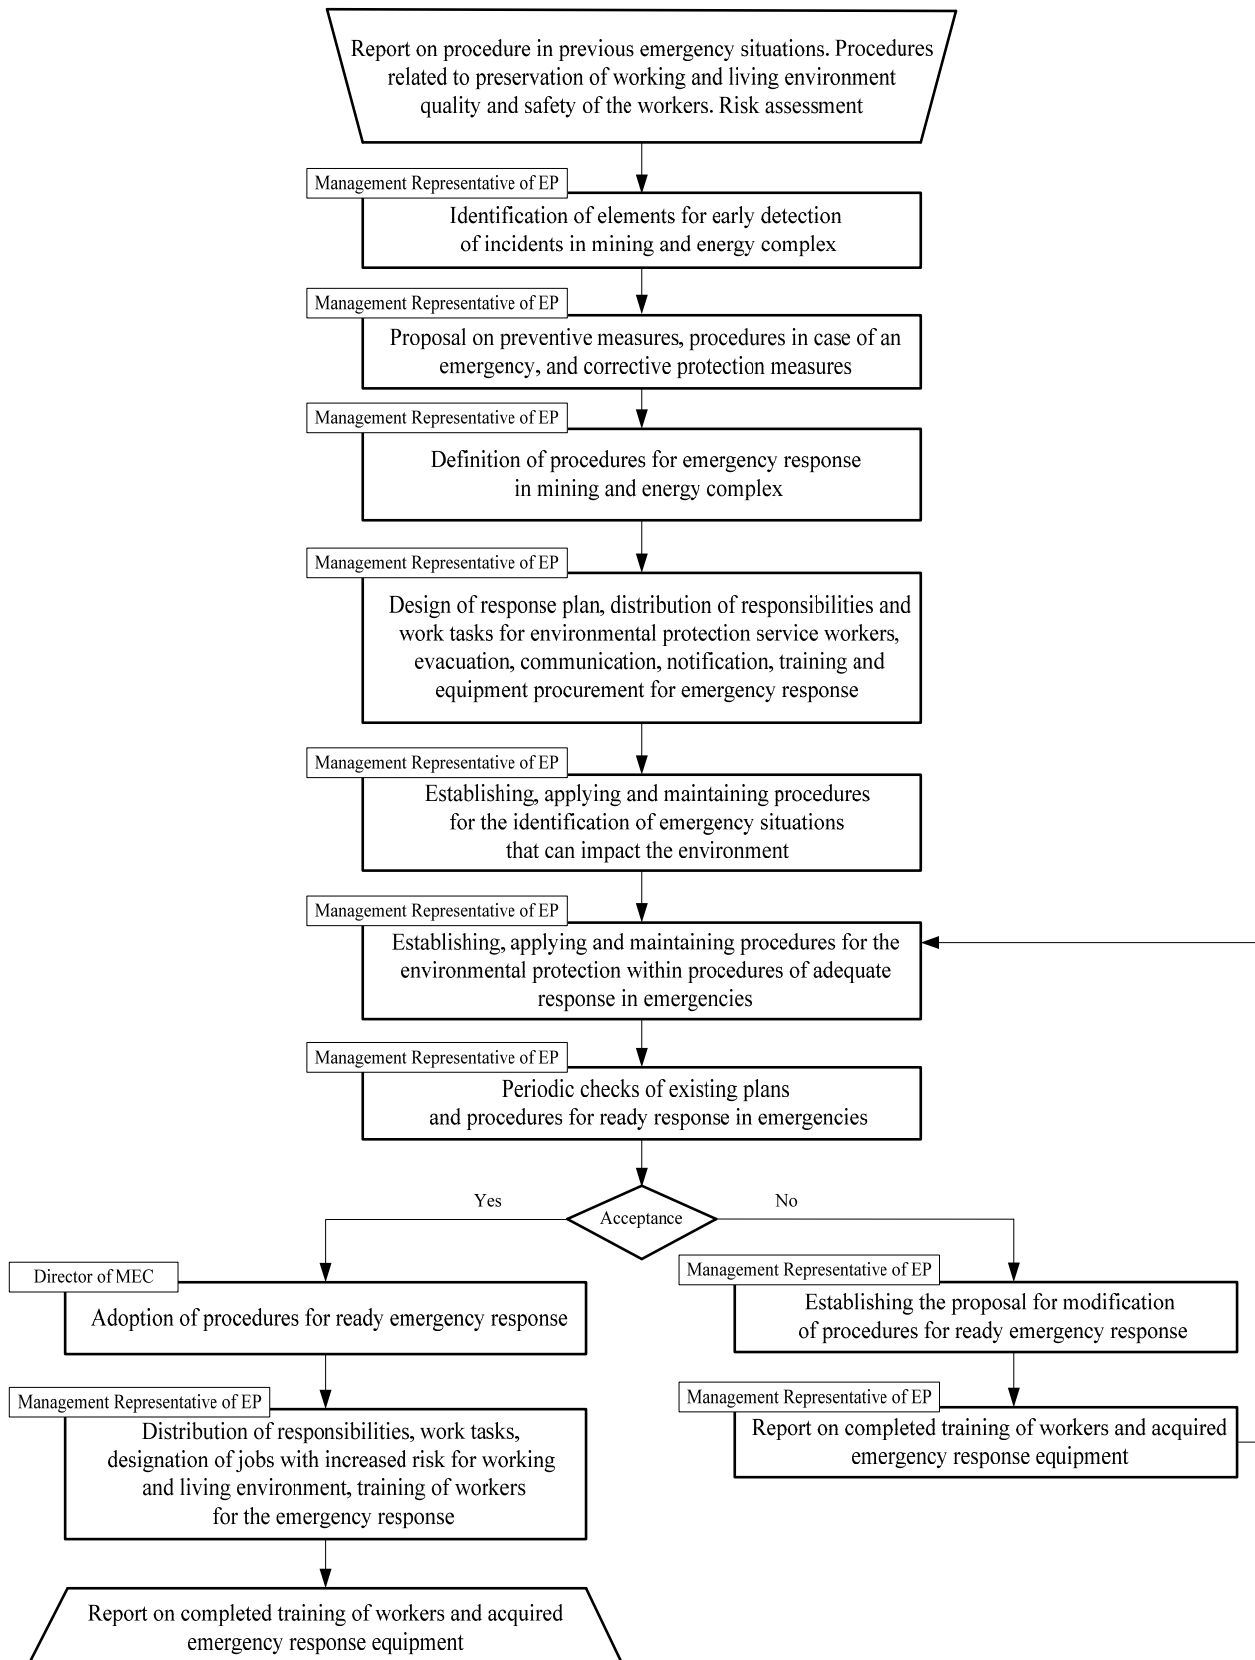 Report on procedure in previous emergency situations. Procedures
related to preservation of working and living environment
quality and safety of the workers. Risk assessment
Management Representative of EP
Identification of elements for early detection
of incidents in mining and energy complex
Management Representative of EP
Proposal on preventive measures, procedures in case of an
emergency, and corrective protection measures
Management Representative of EP
Definition of procedures for emergency response
in mining and energy complex
Management Representative of EP
Design of response plan, distribution of responsibilities and
work tasks for environmental protection service workers,
evacuation, communication, notification, training and
equipment procurement for emergency response
Management Representative of EP
Establishing, applying and maintaining procedures
for the identification of emergency situations
that can impact the environment
Management Representative of EP
Establishing, applying and maintaining procedures for the
environmental protection within procedures of adequate
response in emergencies
Management Representative of EP
Periodic checks of existing plans
and procedures for ready response in emergencies
Yes
No
Acceptance
Director of MEC
Adoption of procedures for ready emergency response
Management Representative of EP
Distribution of responsibilities, work tasks,
designation of jobs with increased risk for working
and living environment, training of workers
for the emergency response
Report on completed training of workers and acquired
emergency response equipment
Management Representative of EP
Establishing the proposal for modification
of procedures for ready emergency response
Management Representative of EP
Report on completed training of workers and acquired
emergency response equipment